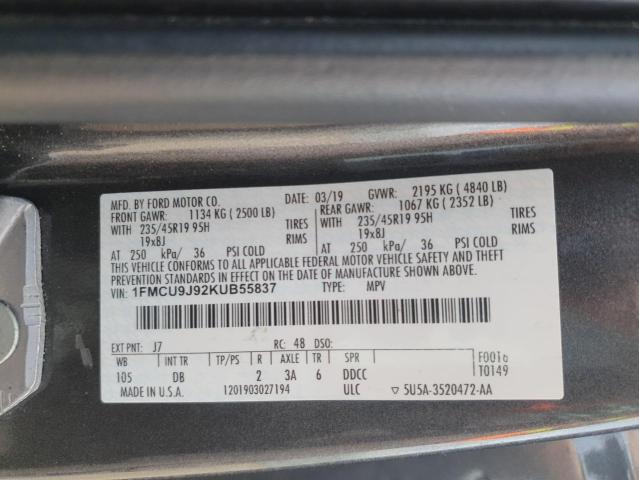 MFD. BY FORD MOTOR CO. DATE: 03/19 GVWR: 2195 KG ( 4840 LB)
FRONT GAWR: 1134 KG ( 2500 LB) REAR GAWR: 1067 KG ( 2352 LB)
WITH 235/45R19 95H TIRES WITH 235/45R19 95H TIRES
19x8J RIMS 19x8J RIMS
AT 250 kPa/ 36 PSI COLD AT 250 kPa/ 36 PSI COLD
THIS VEHICLE CONFORMS TO ALL APPLICABLE FEDERAL MOTOR VEHICLE SAFETY AND THEFT
PREVENTION STANDARDS IN EFFECT ON THE DATE OF MANUFACTURE SHOWN ABOVE.
VIN: 1FMCU9J92KUB55837 TYPE: MPV
EXT PNT: J7 RC: 48 DSO:
WB INT TR TP/PS R AXLE TR SPR F0016
105 DB 2 3A 6 DDCC T0149
MADE IN U.S.A. 1201903027194 ULC 5U5A-3520472-AA